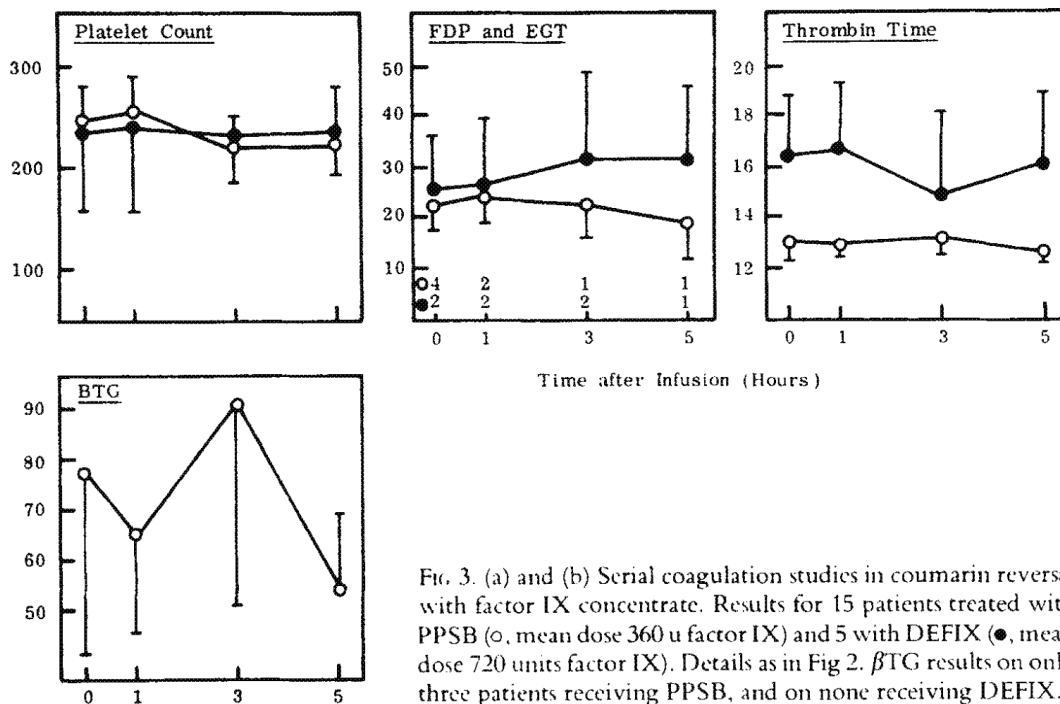 Platelet Count
300
200
100
FDP and EGT
50
40
30
20
10
○4 2 1 1
●2 2 2 1
0 1 3 5
Thrombin Time
20
18
16
14
12
0 1 3 5
Time after Infusion (Hours)
BTG
90
80
70
60
50
0 1 3 5
FIG. 3. (a) and (b) Serial coagulation studies in coumarin revers
with factor IX concentrate. Results for 15 patients treated wit
PPSB (○, mean dose 360 u factor IX) and 5 with DEFIX (●, mea
dose 720 units factor IX). Details as in Fig 2. βTG results on onl
three patients receiving PPSB, and on none receiving DEFIX.